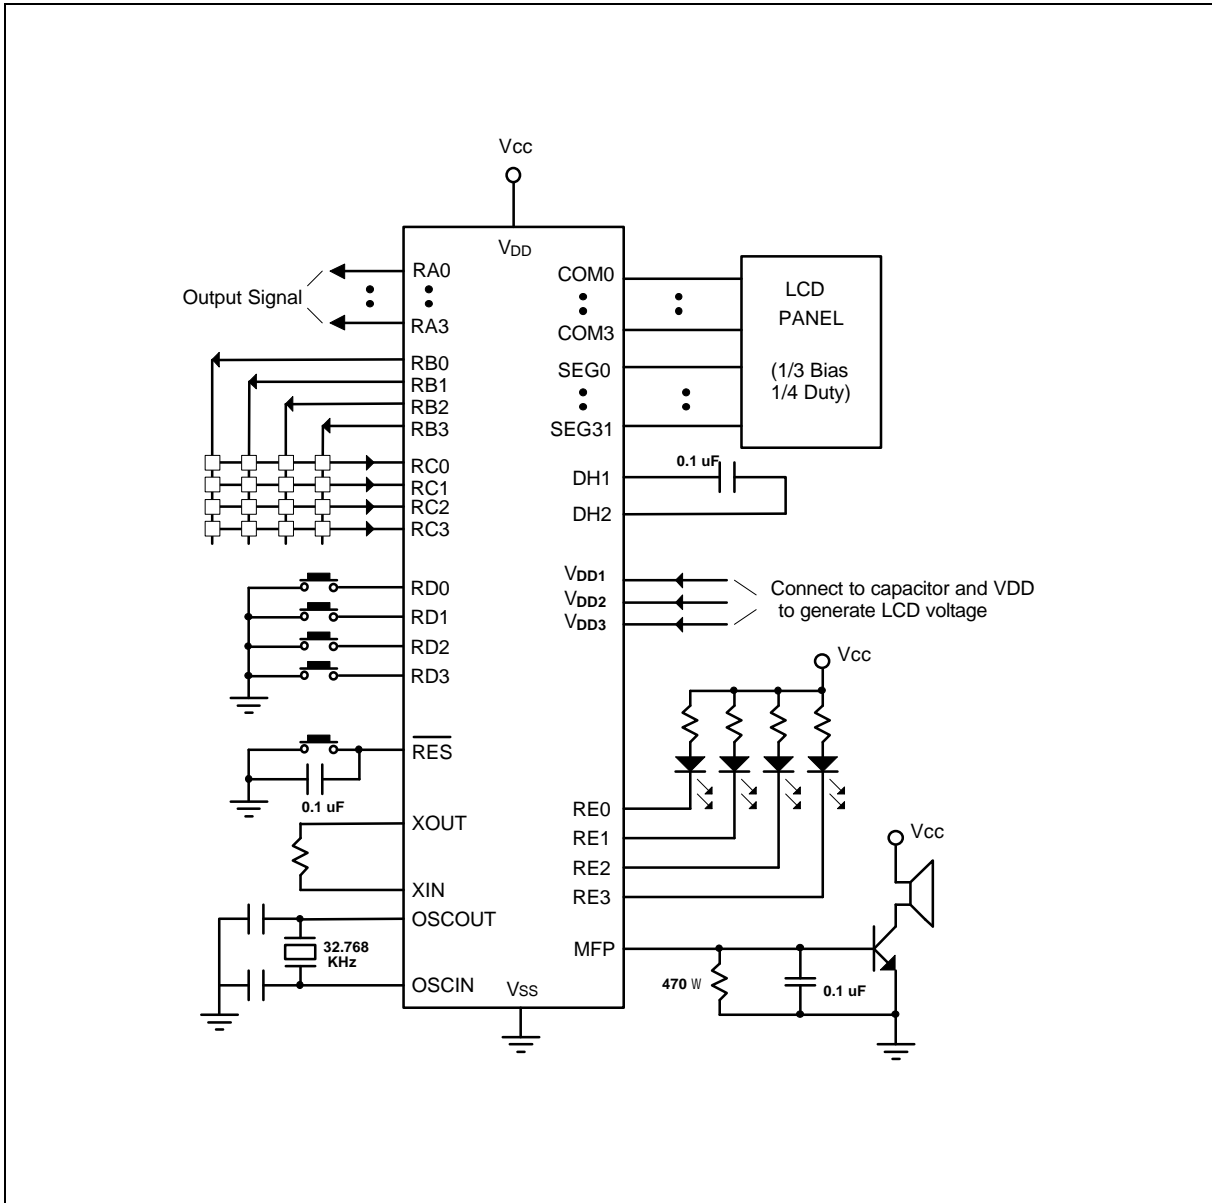 Vcc
VDD
Output Signal
RA0
RA3
RB0
RB1
RB2
RB3
RC0
RC1
RC2
RC3
RD0
RD1
RD2
RD3
RES
0.1 uF
XOUT
XIN
OSCOUT
32.768
KHz
OSCIN
VSS
COM0
COM3
SEG0
SEG31
LCD
PANEL
(1/3 Bias
1/4 Duty)
DH1
0.1 uF
DH2
VDD1
VDD2
VDD3
Connect to capacitor and VDD
to generate LCD voltage
Vcc
RE0
RE1
RE2
RE3
Vcc
MFP
470 W
0.1 uF